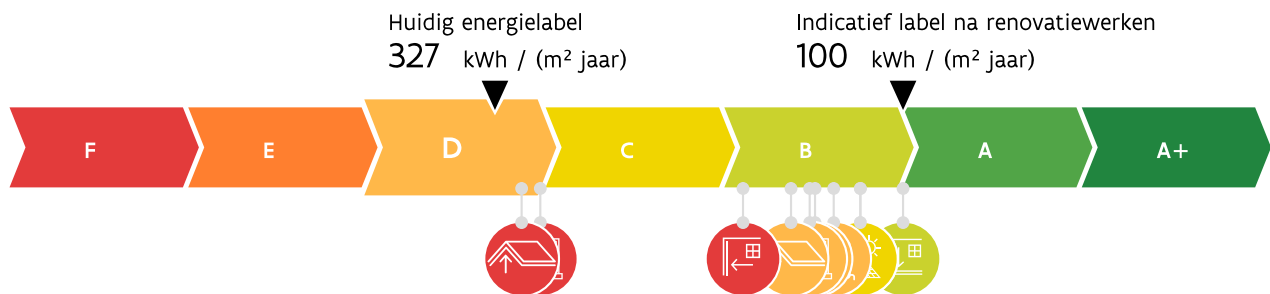 Huidig energielabel
327 kWh / (m² jaar)
Indicatief label na renovatiewerken
100 kWh / (m² jaar)
F
E
D
C
B
A
A+